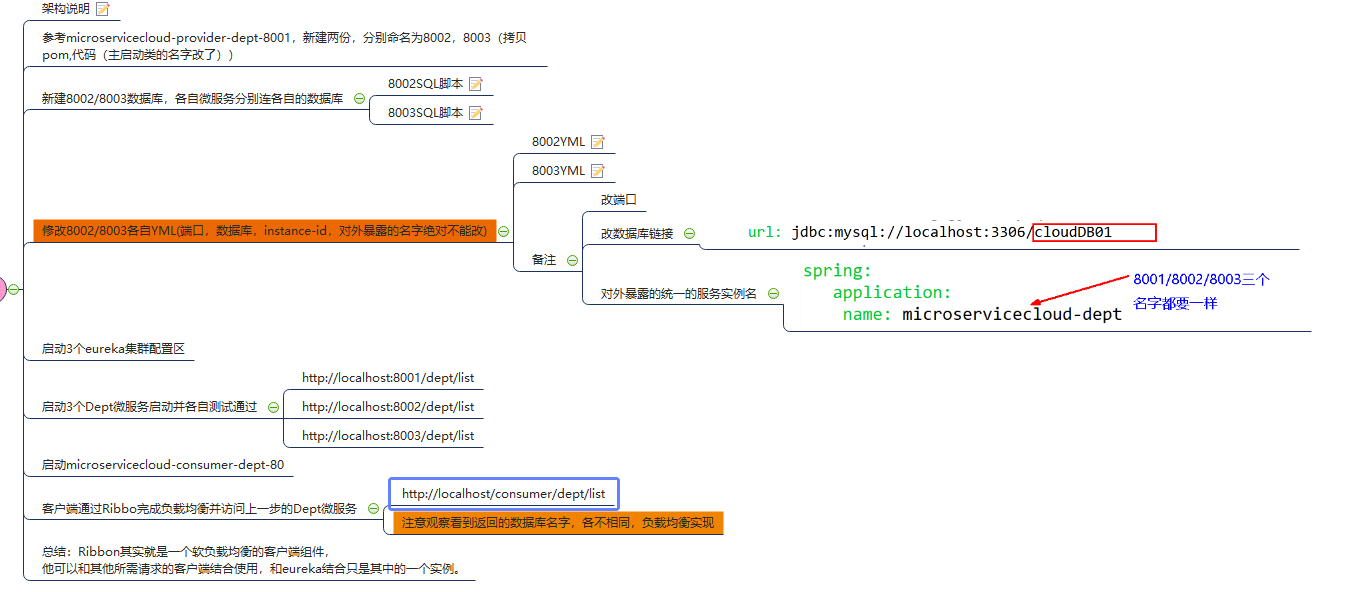 架构说明
参考microservicecloud-provider-dept-8001，新建两份，分别命名为8002，8003（拷贝
pom,代码（主启动类的名字改了））
新建8002/8003数据库，各自微服务分别连各自的数据库
8002SQL脚本
8003SQL脚本
修改8002/8003各自YML(端口，数据库，instance-id，对外暴露的名字绝对不能改)
8002YML
8003YML
备注
改端口
改数据库链接
url: jdbc:mysql://localhost:3306/cloudDB01
对外暴露的统一的服务实例名
spring:
application:
name: microservicecloud-dept
8001/8002/8003三个
名字都要一样
启动3个eureka集群配置区
启动3个Dept微服务启动并各自测试通过
http://localhost:8001/dept/list
http://localhost:8002/dept/list
http://localhost:8003/dept/list
启动microservicecloud-consumer-dept-80
客户端通过Ribbo完成负载均衡并访问上一步的Dept微服务
http://localhost/consumer/dept/list
注意观察看到返回的数据库名字，各不相同，负载均衡实现
总结：Ribbon其实就是一个软负载均衡的客户端组件，
他可以和其他所需请求的客户端结合使用，和eureka结合只是其中的一个实例。